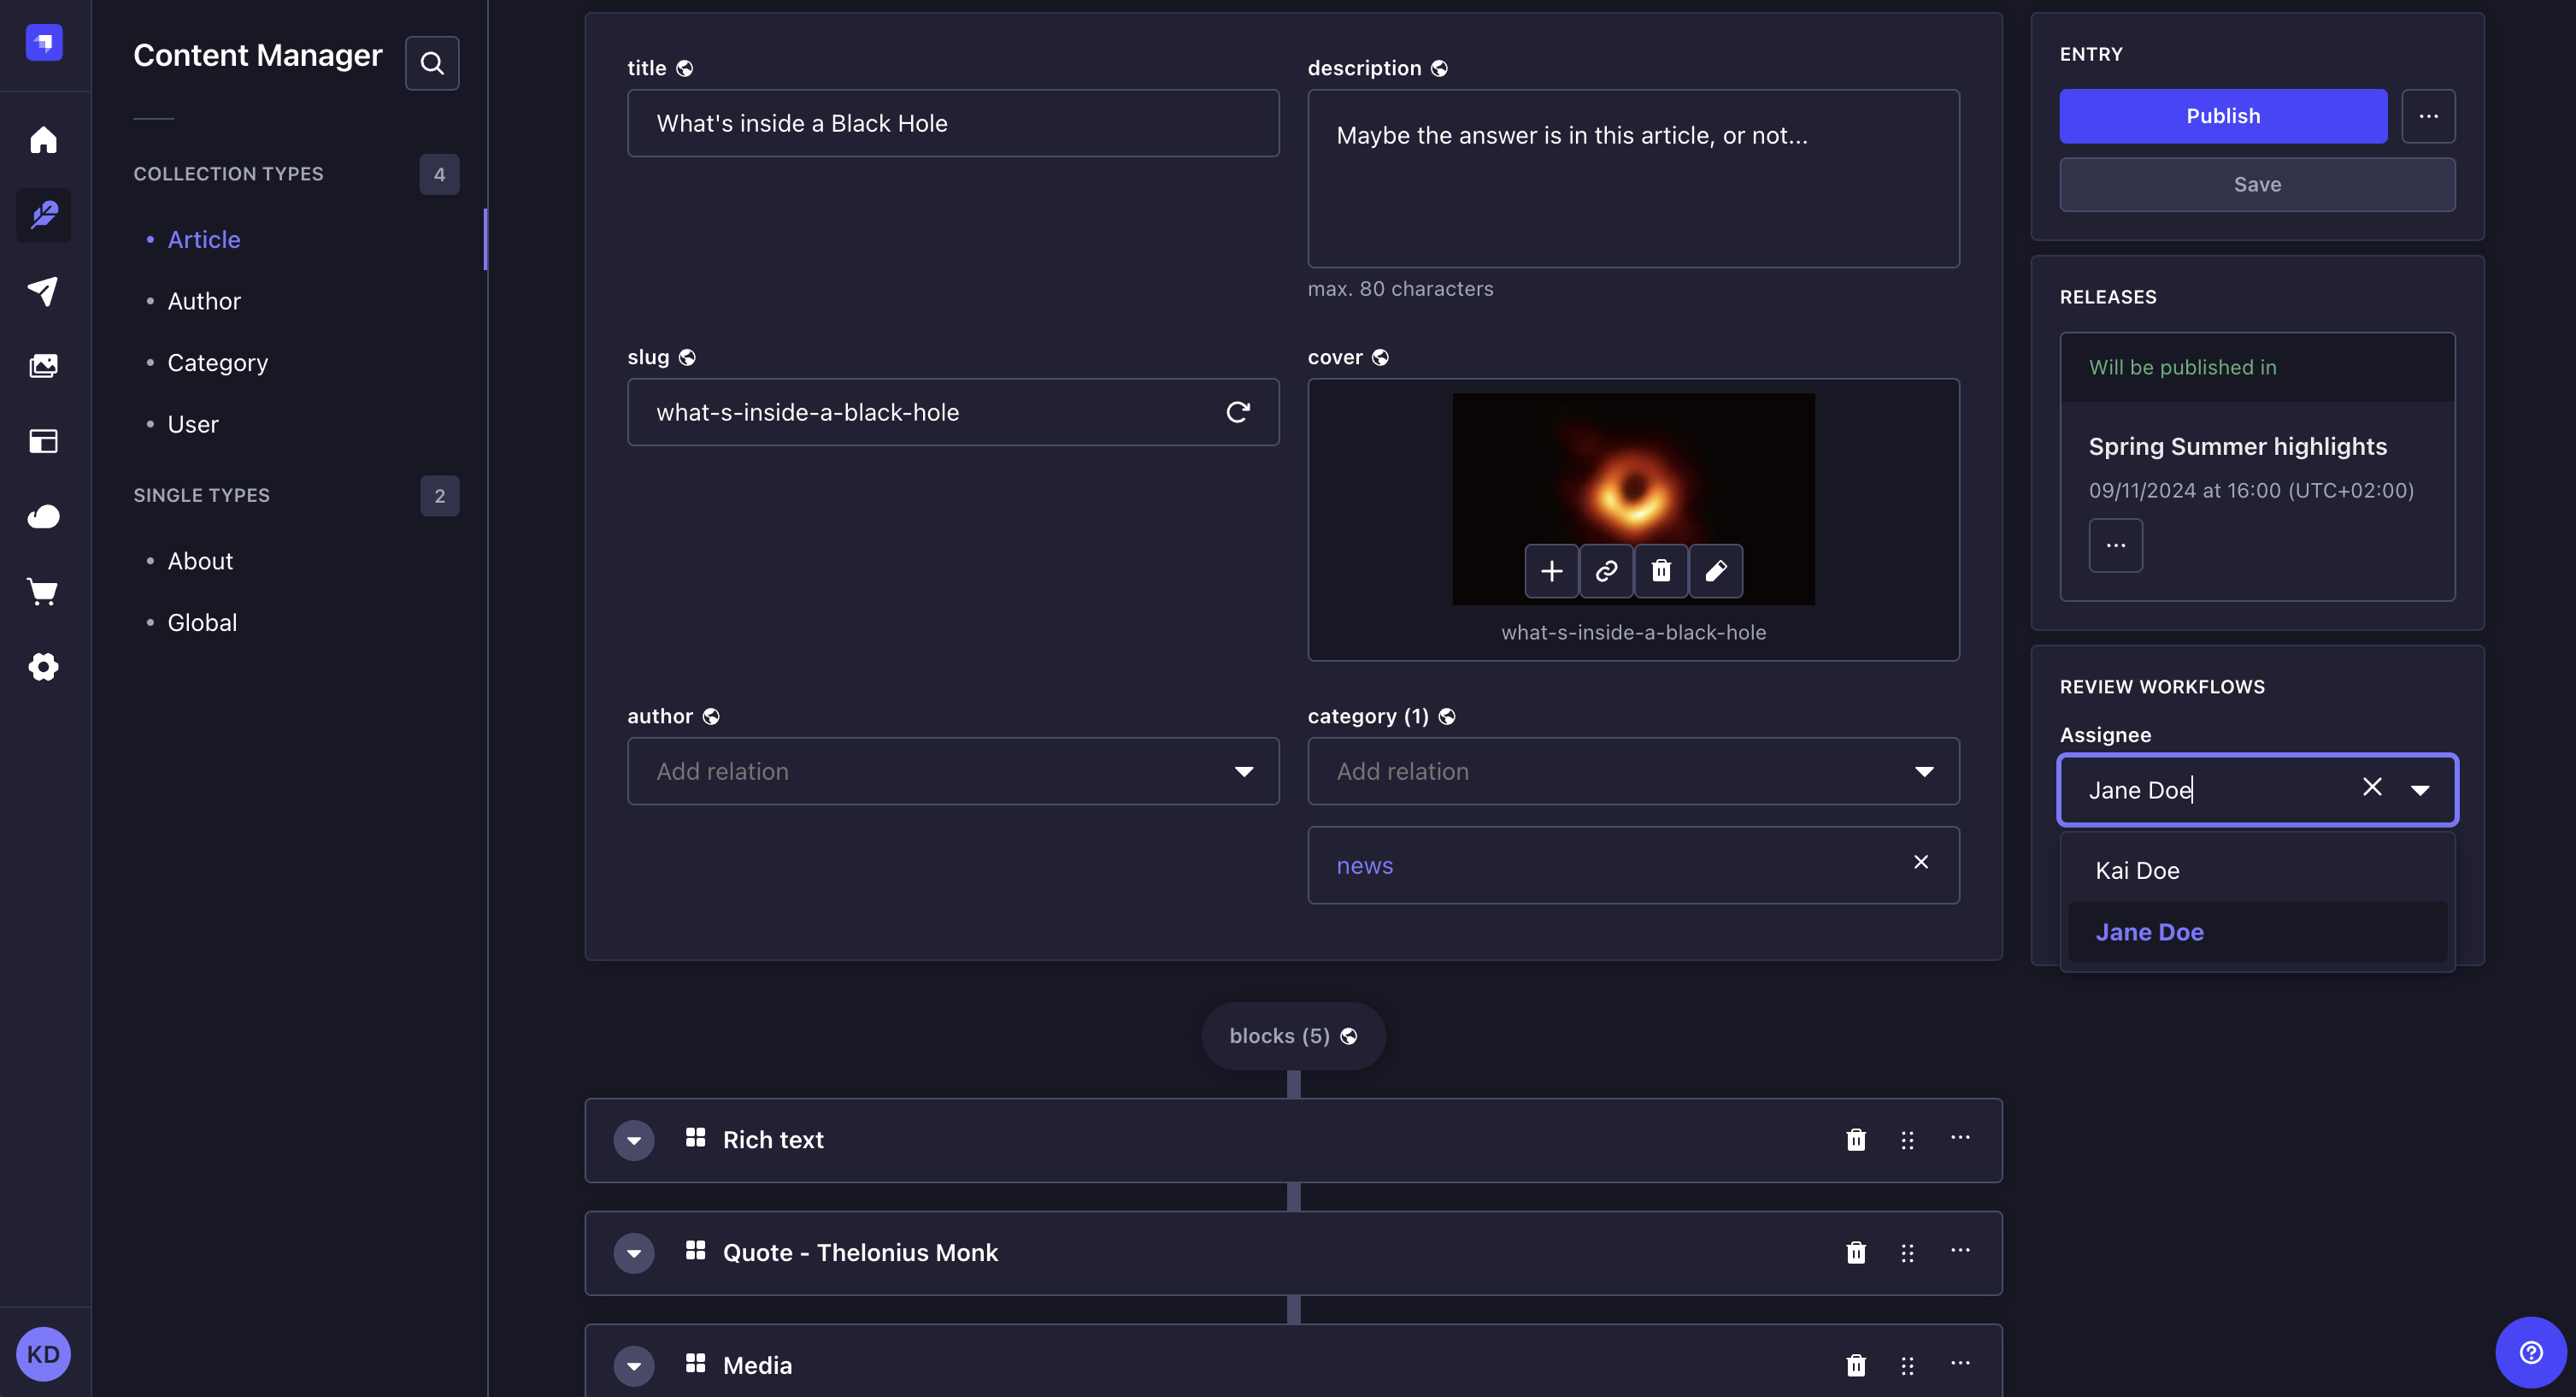 Content Manager
COLLECTION TYPES
4
Article
Author
Category
User
SINGLE TYPES
2
About
Global
KD
title
What's inside a Black Hole
description
Maybe the answer is in this article, or not...
max. 80 characters
slug
what-s-inside-a-black-hole
cover
what-s-inside-a-black-hole
author
Add relation
category (1)
Add relation
news
blocks (5)
Rich text
Quote - Thelonius Monk
Media
ENTRY
Publish
Save
RELEASES
Will be published in
Spring Summer highlights
09/11/2024 at 16:00 (UTC+02:00)
REVIEW WORKFLOWS
Assignee
Jane Doe
Kai Doe
Jane Doe